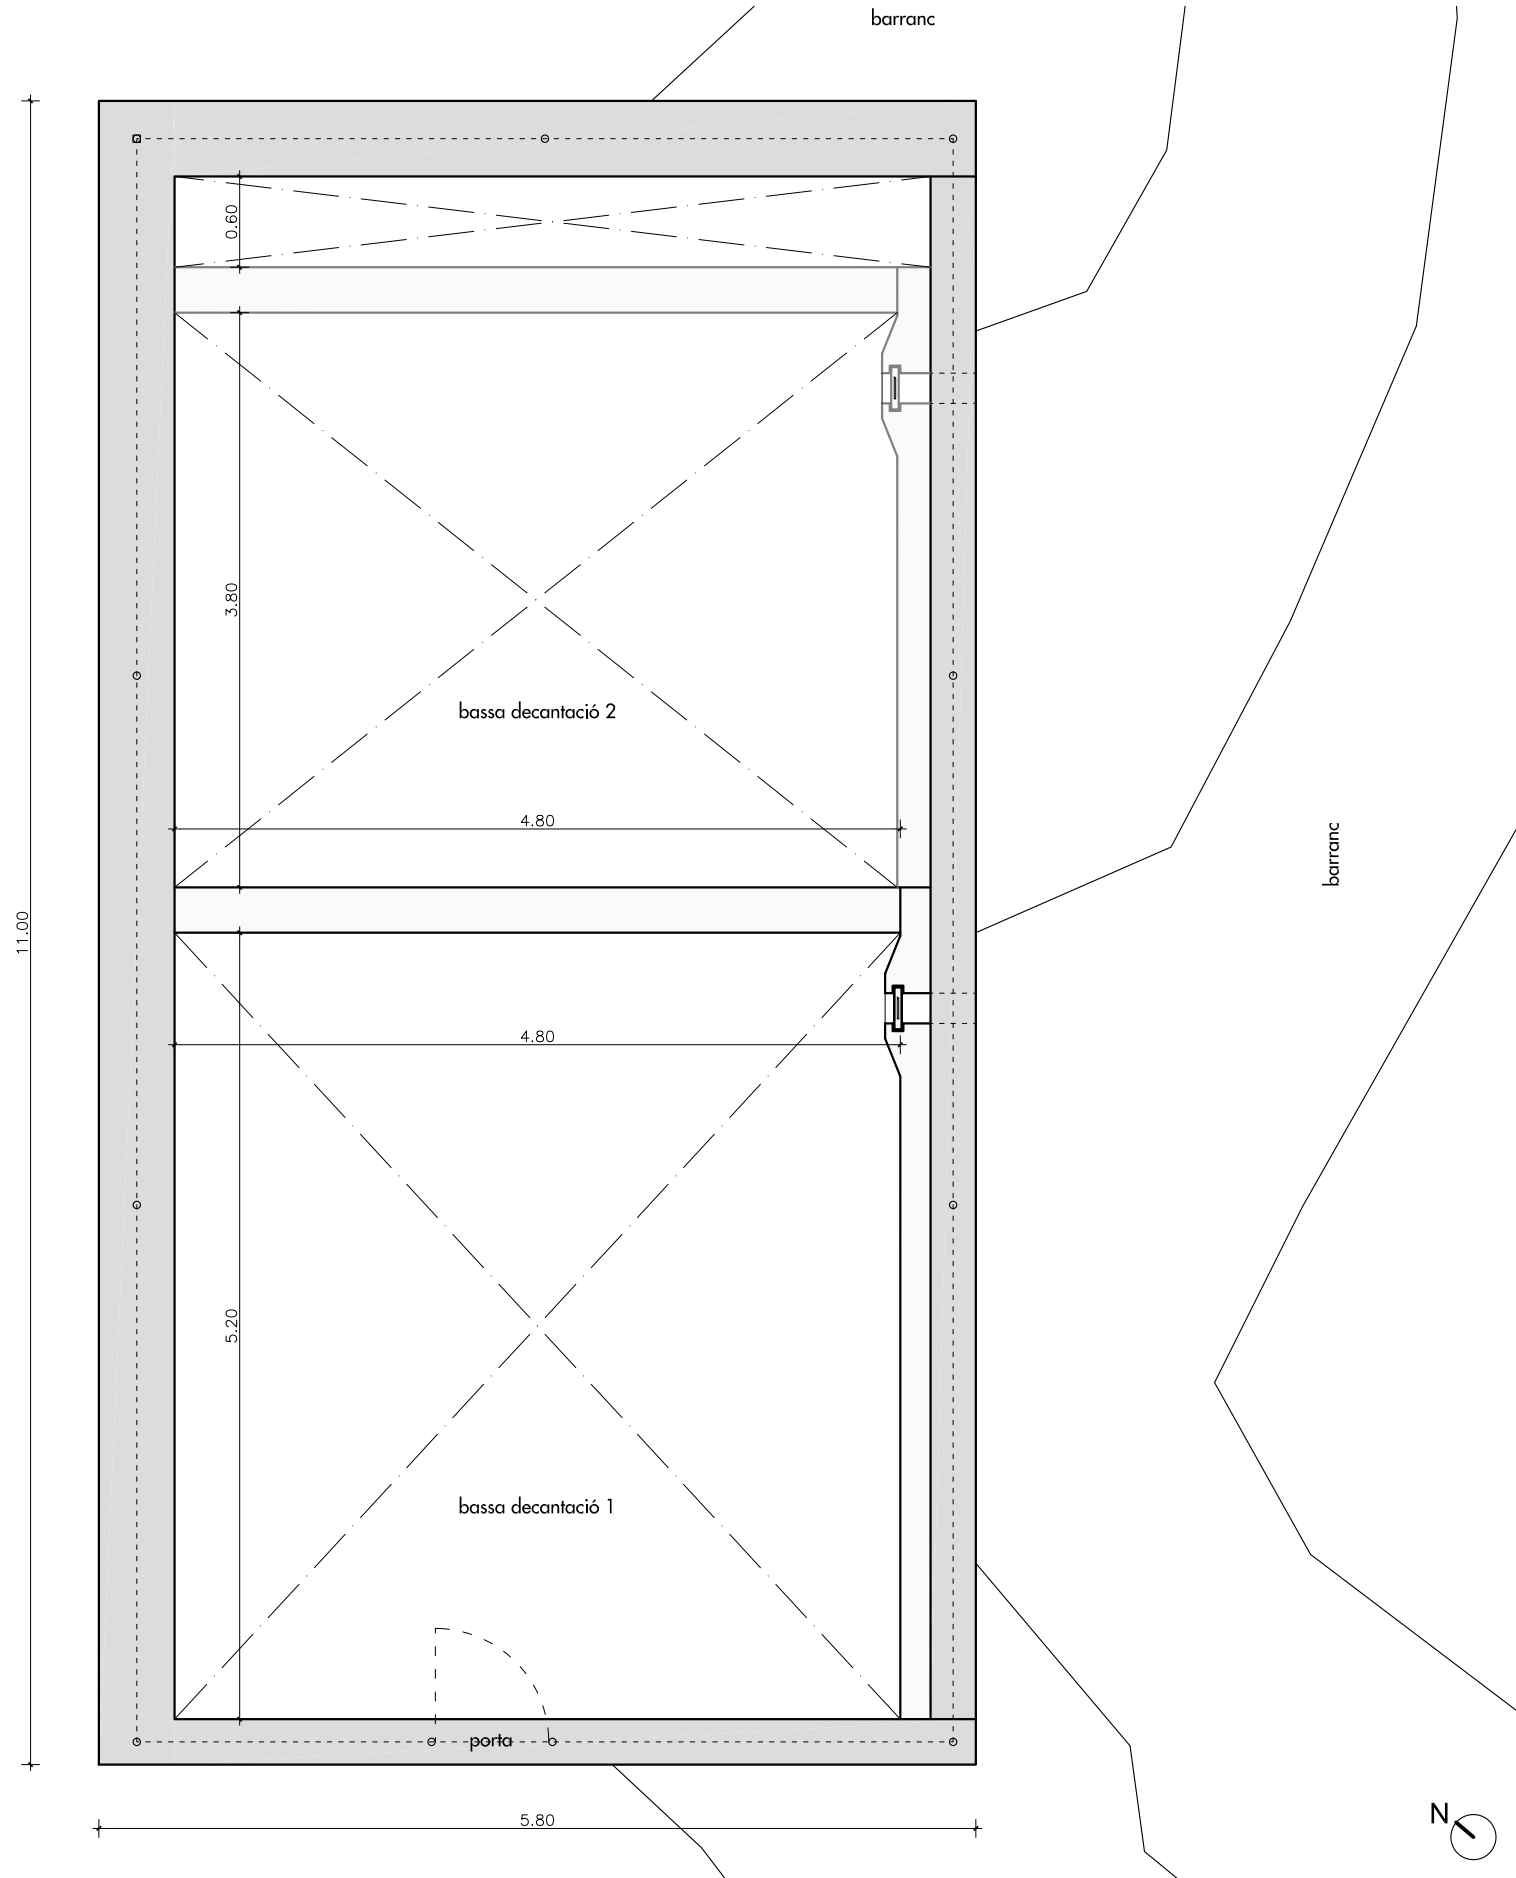 barranc
0.60
3.80
bassa decantació 2
4.80
barranc
11.00
4.80
5.20
bassa decantació 1
porta
5.80
N